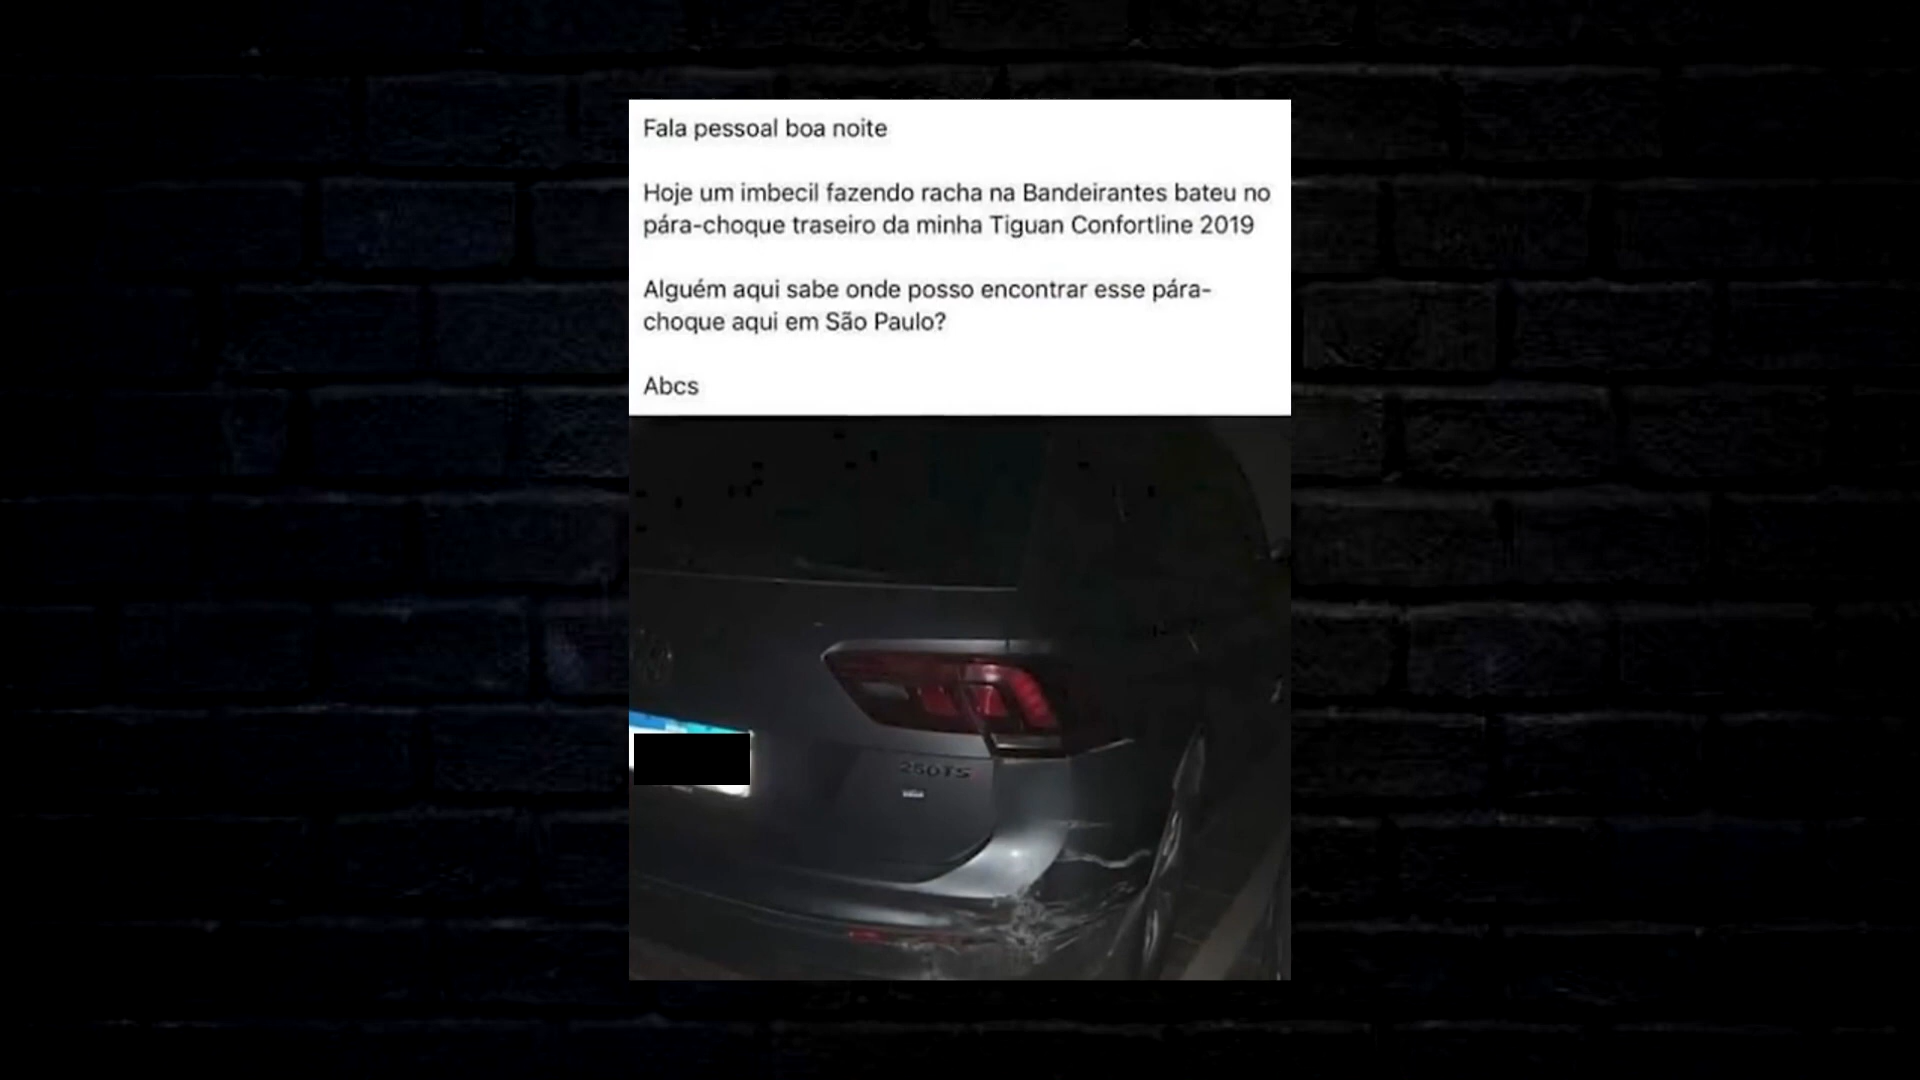 Fala pessoal boa noite
Hoje um imbecil fazendo racha na Bandeirantes bateu no
pára-choque traseiro da minha Tiguan Confortline 2019
Alguém aqui sabe onde posso encontrar esse pára-
choque aqui em São Paulo?
Abcs
250TSI